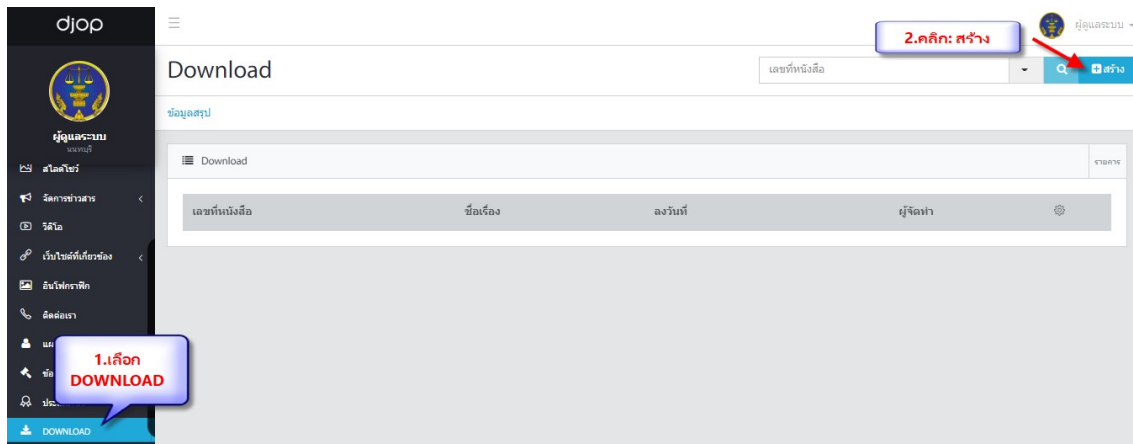 djop
ผู้ดูแลระบบ
2.คลิก: สร้าง
Download
เลขที่หนังสือ
สร้าง
ข้อมูลสรุป
ผู้ดูแลระบบ
นนทบุรี
สไลด์โชว์
จัดการข่าวสาร
วีดีโอ
เว็บไซต์ที่เกี่ยวข้อง
อินโฟกราฟิก
ติดต่อเรา
Download
รายการ
เลขที่หนังสือ ชื่อเรื่อง ลงวันที่ ผู้จัดทำ
1.เลือก
DOWNLOAD
DOWNLOAD